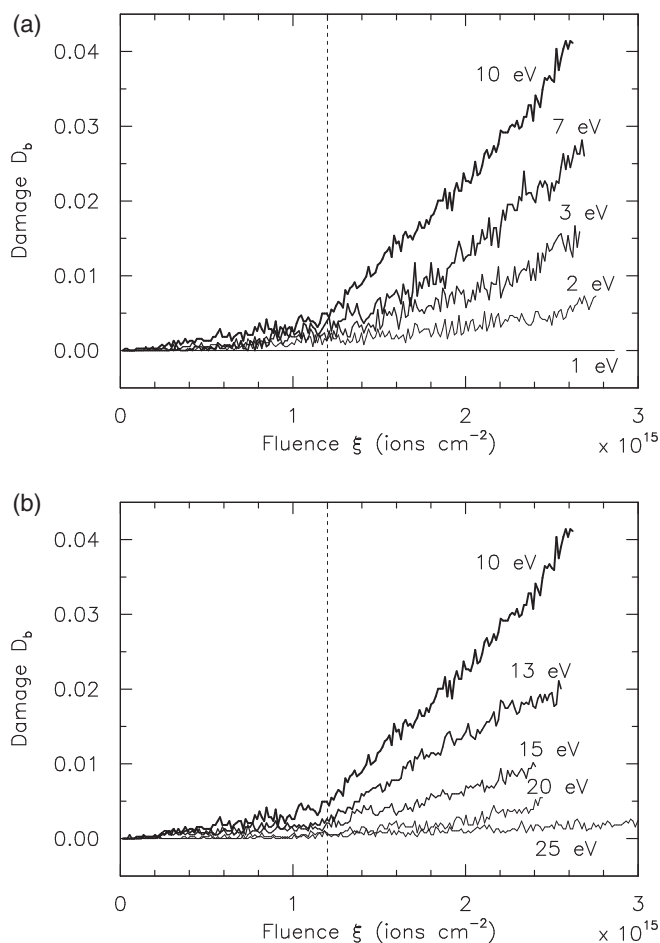 (a)
0.04
0.03
0.02
0.01
0.00
Damage D_b
10 eV
7 eV
3 eV
2 eV
1 eV
0 1 2 3
Fluence ξ (ions cm⁻²)
× 10¹⁵
(b)
0.04
0.03
0.02
0.01
0.00
Damage D_b
10 eV
13 eV
15 eV
20 eV
25 eV
0 1 2 3
Fluence ξ (ions cm⁻²)
× 10¹⁵